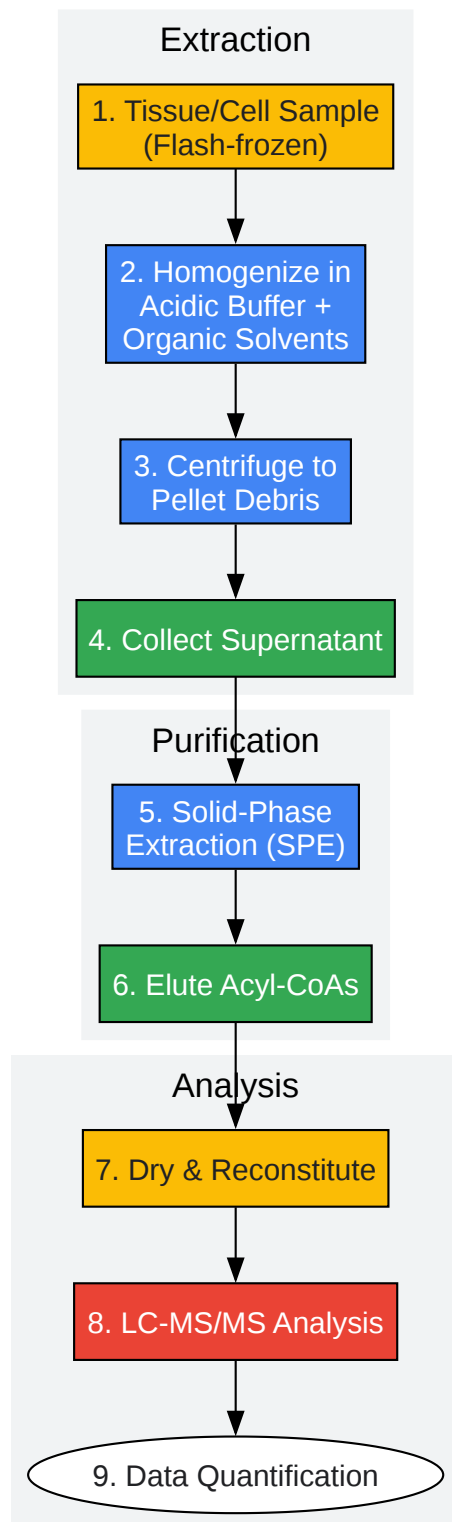 Extraction
1. Tissue/Cell Sample
(Flash-frozen)
2. Homogenize in
Acidic Buffer +
Organic Solvents
3. Centrifuge to
Pellet Debris
4. Collect Supernatant
Purification
5. Solid-Phase
Extraction (SPE)
6. Elute Acyl-CoAs
Analysis
7. Dry & Reconstitute
8. LC-MS/MS Analysis
9. Data Quantification